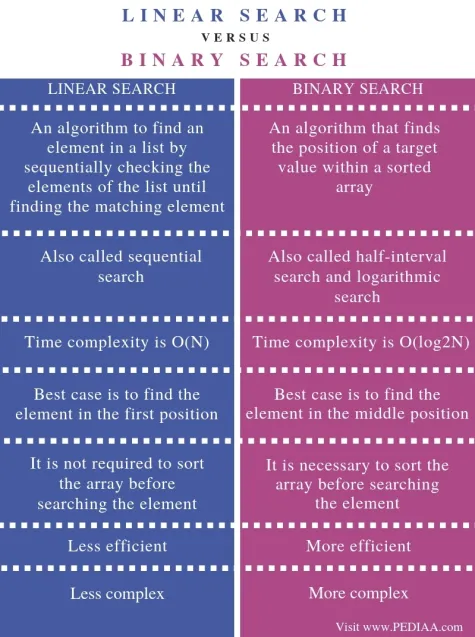 LINEAR SEARCH
VERSUS
BINARY SEARCH
LINEAR SEARCH
An algorithm to find an
element in a list by
sequentially checking the
elements of the list until
finding the matching element
Also called sequential
search
Time complexity is O(N)
Best case is to find the
element in the first position
It is not required to sort
the array before
searching the element
Less efficient
Less complex
BINARY SEARCH
An algorithm that finds
the position of a target
value within a sorted
array
Also called half-interval
search and logarithmic
search
Time complexity is O(log2N)
Best case is to find the
element in the middle position
It is necessary to sort the
array before searching
the element
More efficient
More complex
Visit www.PEDIAA.com